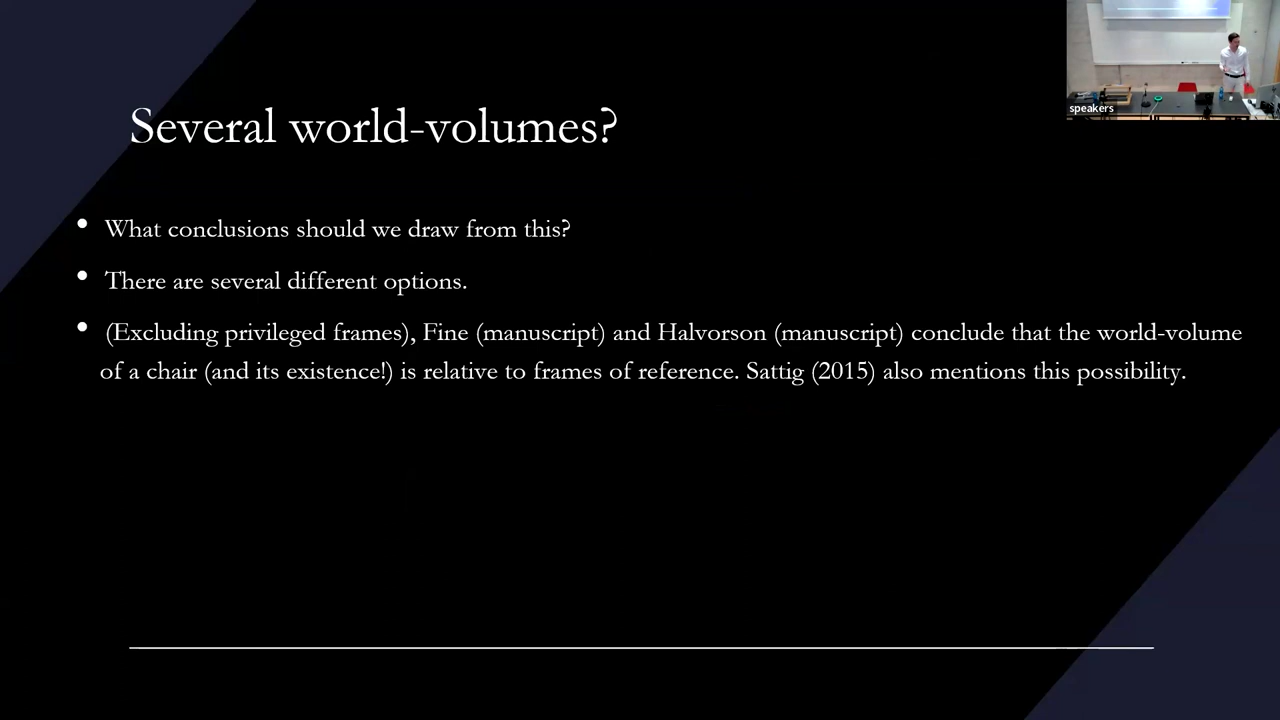 speakers
Several world-volumes?
• What conclusions should we draw from this?
• There are several different options.
• (Excluding privileged frames), Fine (manuscript) and Halvorson (manuscript) conclude that the world-volume
of a chair (and its existence!) is relative to frames of reference. Sattig (2015) also mentions this possibility.